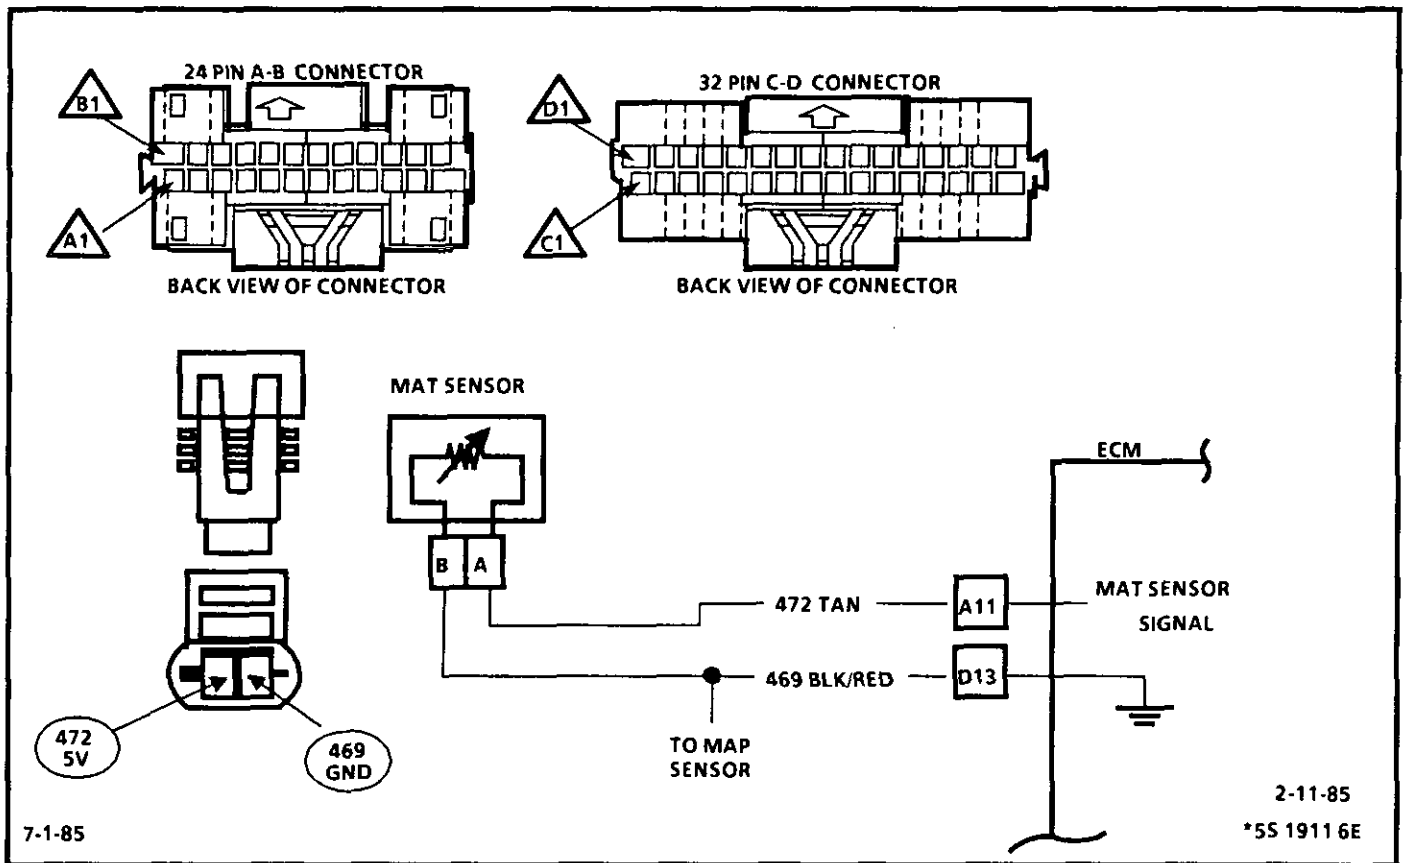 24 PIN A-B CONNECTOR
32 PIN C-D CONNECTOR
B1
D1
A1
C1
BACK VIEW OF CONNECTOR
BACK VIEW OF CONNECTOR
MAT SENSOR
ECM
B A
472 TAN
A11
MAT SENSOR
SIGNAL
469 BLK/RED
D13
472
5V
469
GND
TO MAP
SENSOR
2-11-85
7-1-85
*5S 1911 6E